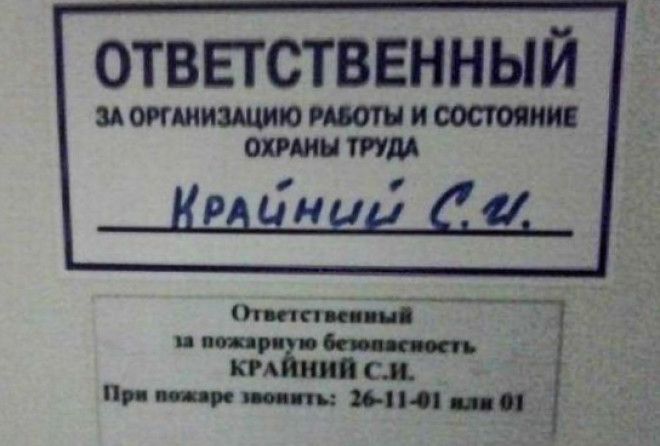 ОТВЕТСТВЕННЫЙ
ЗА ОРГАНИЗАЦИЮ РАБОТЫ И СОСТОЯНИЕ
ОХРАНЫ ТРУДА
КРАЙНИЙ С.И.
Ответственный
за пожарную безопасность
КРАЙНИЙ С.И.
При пожаре звонить: 26-11-01 или 01